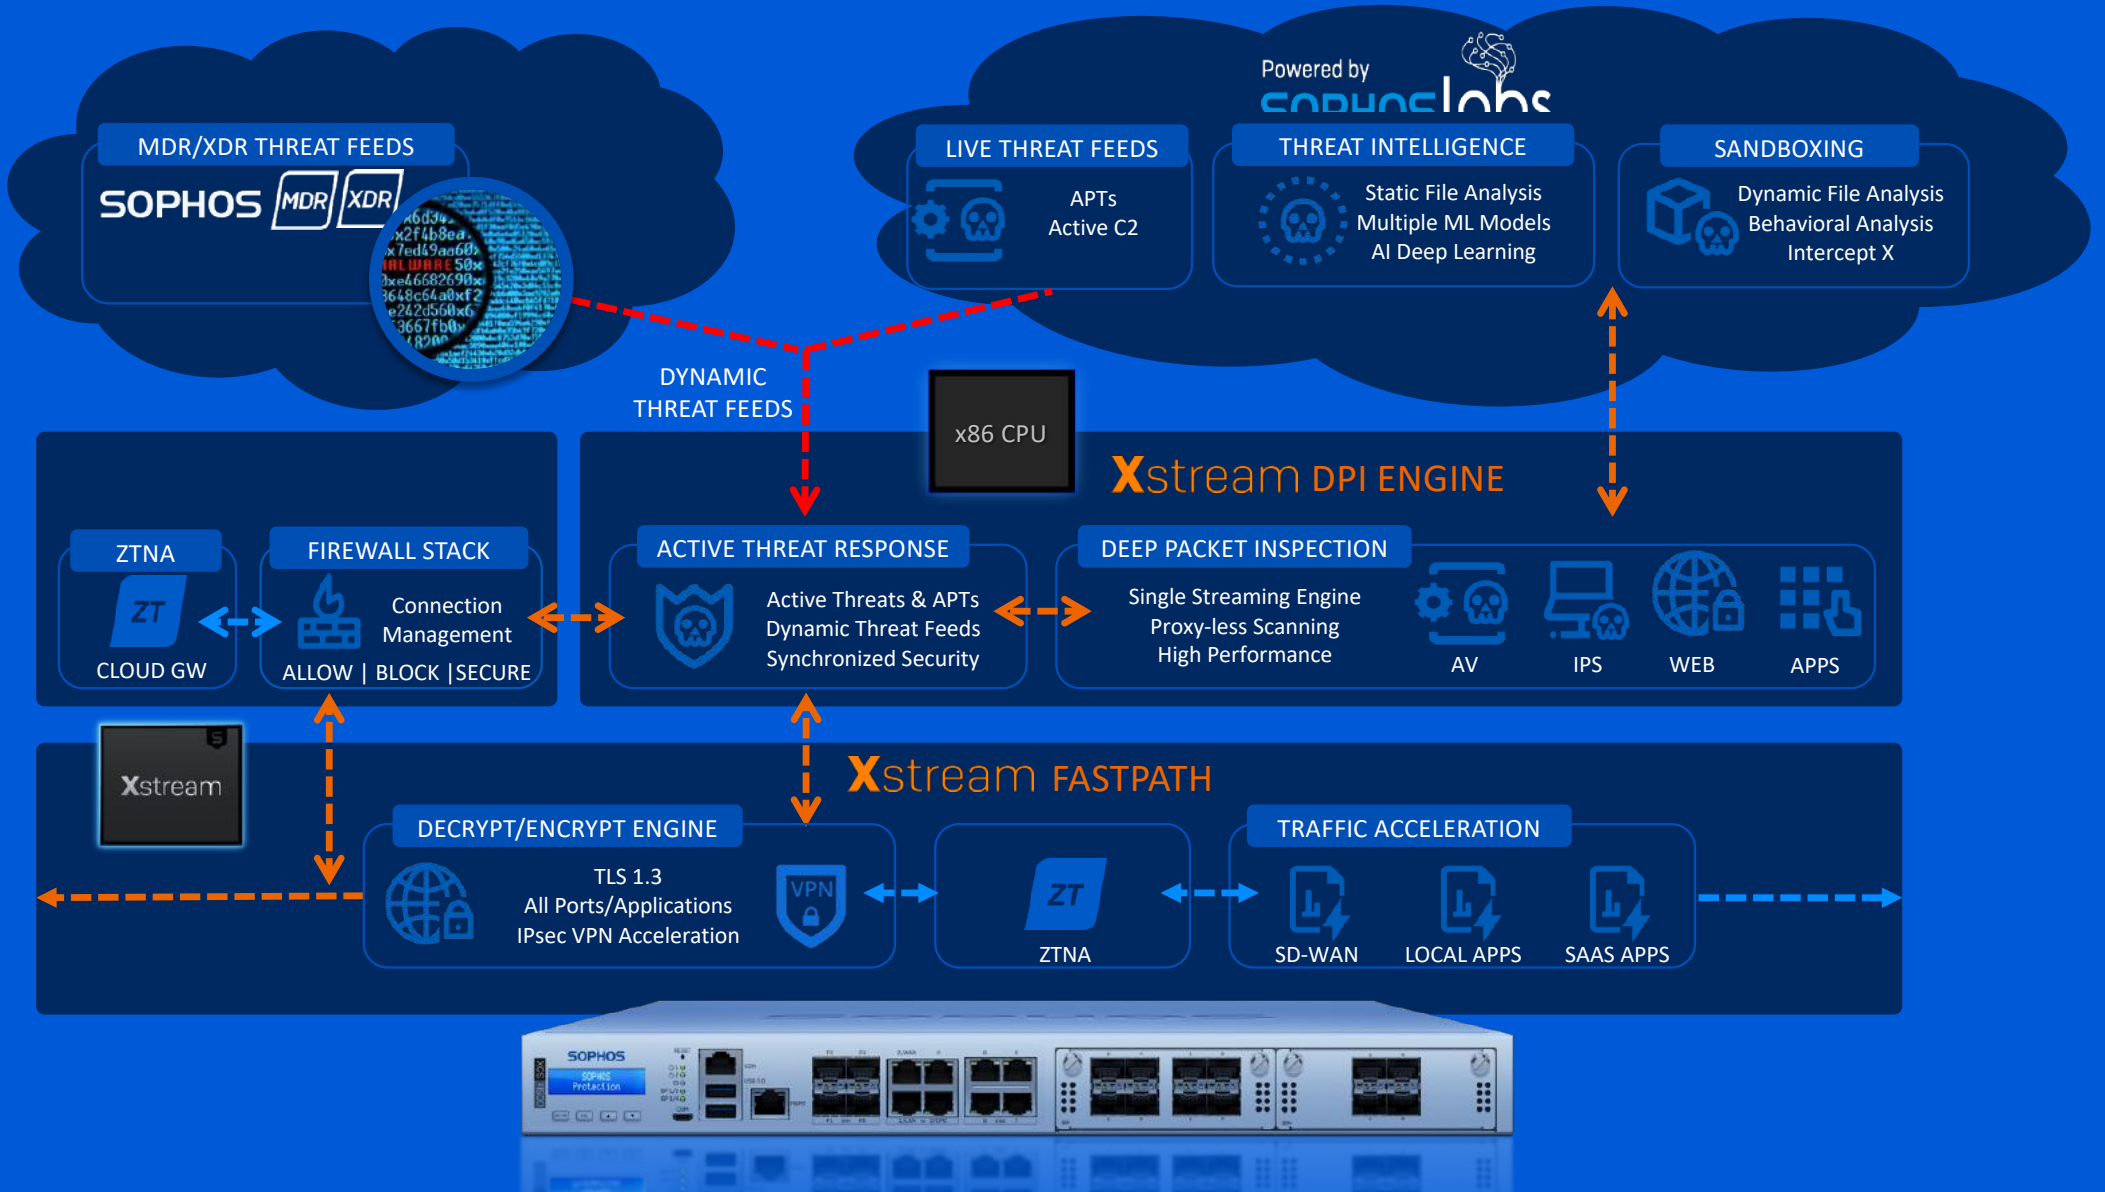 Powered by
SOPHOSlabs
MDR/XDR THREAT FEEDS
SOPHOS MDR XDR
LIVE THREAT FEEDS
APTs
Active C2
THREAT INTELLIGENCE
Static File Analysis
Multiple ML Models
AI Deep Learning
SANDBOXING
Dynamic File Analysis
Behavioral Analysis
Intercept X
DYNAMIC
THREAT FEEDS
x86 CPU
Xstream DPI ENGINE
ZTNA
ZT
CLOUD GW
FIREWALL STACK
Connection
Management
ALLOW | BLOCK |SECURE
ACTIVE THREAT RESPONSE
Active Threats & APTs
Dynamic Threat Feeds
Synchronized Security
DEEP PACKET INSPECTION
Single Streaming Engine
Proxy-less Scanning
High Performance
AV
IPS
WEB
APPS
Xstream
Xstream FASTPATH
DECRYPT/ENCRYPT ENGINE
TLS 1.3
All Ports/Applications
IPsec VPN Acceleration
VPN
ZT
ZTNA
TRAFFIC ACCELERATION
SD-WAN
LOCAL APPS
SAAS APPS
SOPHOS
SOPHOS
Protection